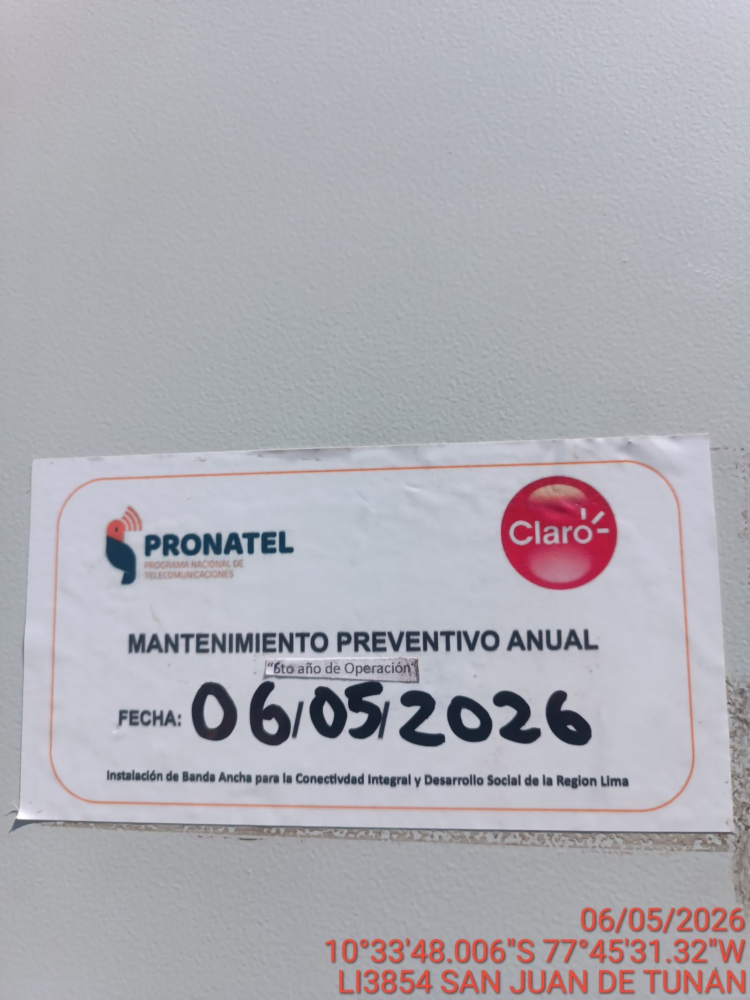 PRONATEL
PROGRAMA NACIONAL DE
TELECOMUNICACIONES
Claro
MANTENIMIENTO PREVENTIVO ANUAL
"6to año de Operación"
FECHA: 06/05/2026
Instalación de Banda Ancha para la Conectivdad Integral y Desarrollo Social de la Region Lima
06/05/2026
10°33'48.006"S 77°45'31.32"W
LI3854 SAN JUAN DE TUNAN